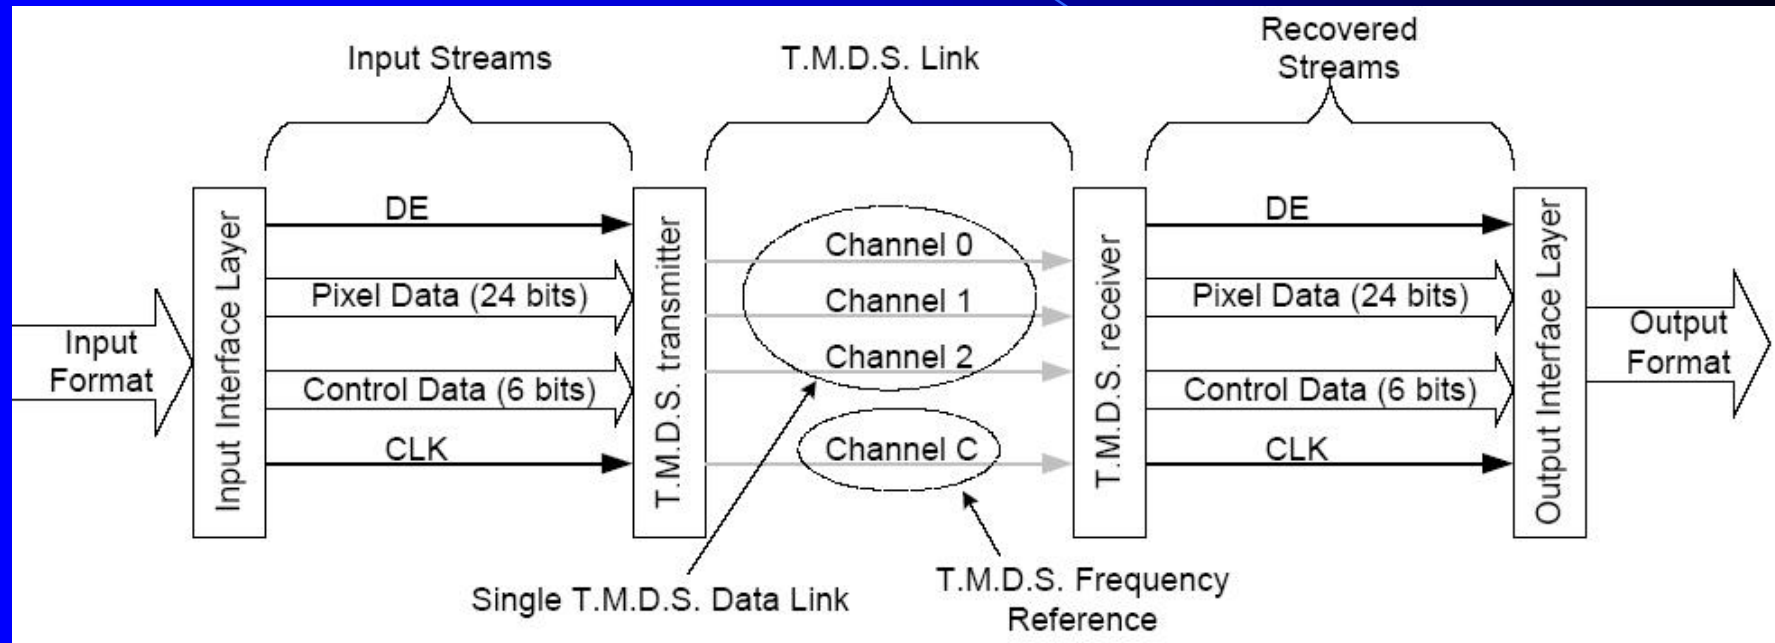 Input Streams
T.M.D.S. Link
Recovered
Streams
Input
Format
Input Interface Layer
DE
Pixel Data (24 bits)
Control Data (6 bits)
CLK
T.M.D.S. transmitter
Channel 0
Channel 1
Channel 2
Channel C
T.M.D.S. receiver
DE
Pixel Data (24 bits)
Control Data (6 bits)
CLK
Output Interface Layer
Output
Format
Single T.M.D.S. Data Link
T.M.D.S. Frequency
Reference